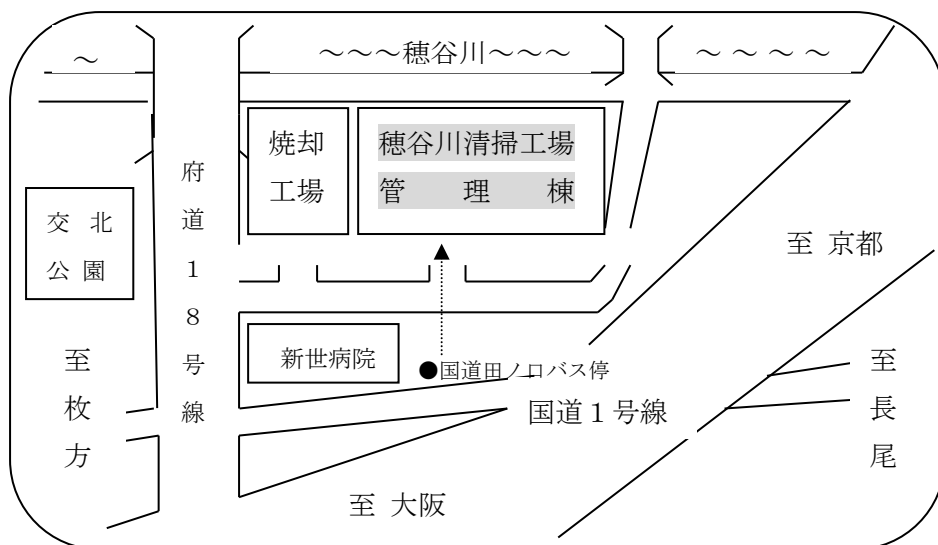 ～ ～～～穂谷川～～～ ～～～～
焼却
工場
穂谷川清掃工場
管 理 棟
府道１８号線
交 北
公 園
至 京都
新世病院
●国道田ノ口バス停
至枚方
国道１号線
至長尾
至 大阪